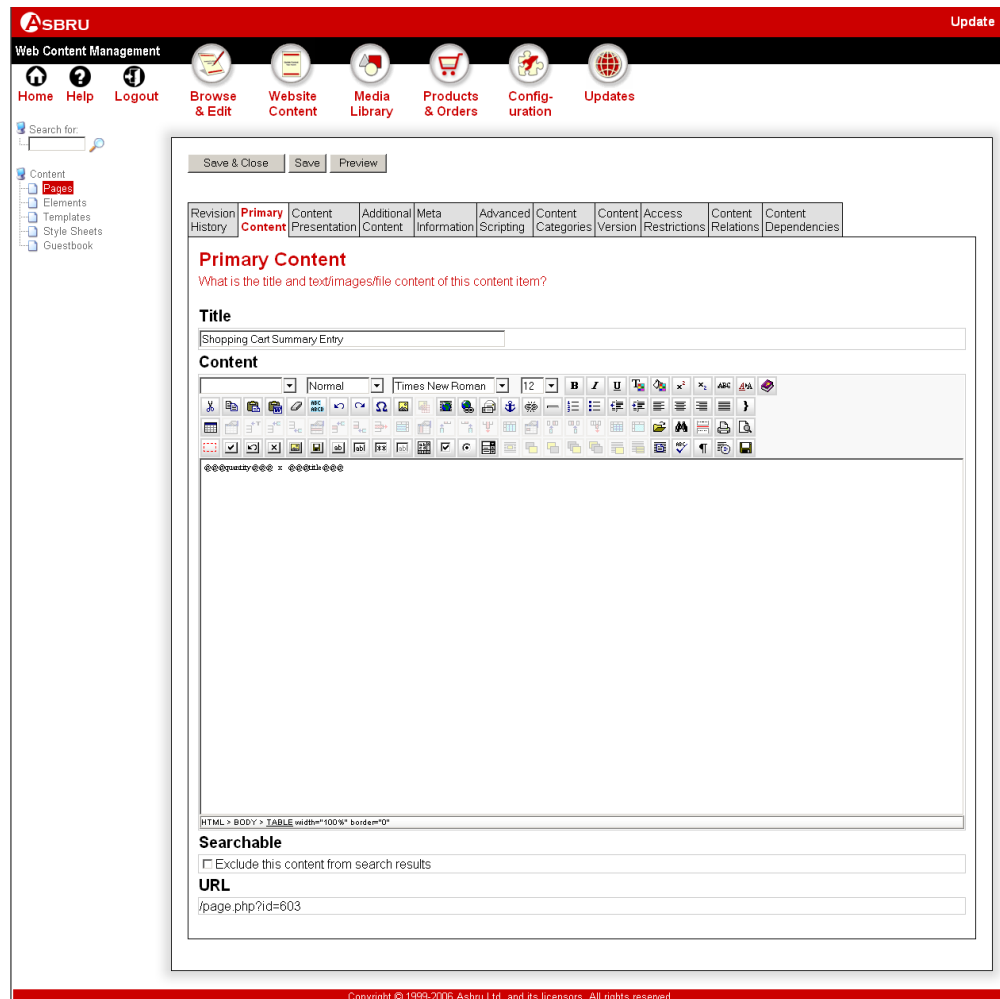 ASBRU
Update
Web Content Management
Home Help Logout
Browse & Edit
Website Content
Media Library
Products & Orders
Config-uration
Updates
Search for:
Content
Pages
Elements
Templates
Style Sheets
Guestbook
Save & Close Save Preview
Revision History
Primary Content
Content Presentation
Additional Content
Meta Information
Advanced Scripting
Content Categories
Content Version
Access Restrictions
Content Relations
Content Dependencies
Primary Content
What is the title and text/images/file content of this content item?
Title
Shopping Cart Summary Entry
Content
Normal Times New Roman 12 B I U
@@@quantity@@@ x @@@title@@@
HTML > BODY > TABLE width="100%" border="0"
Searchable
Exclude this content from search results
URL
/page.php?id=603
Copyright © 1999-2006 Asbru Ltd. and its licensors. All rights reserved.